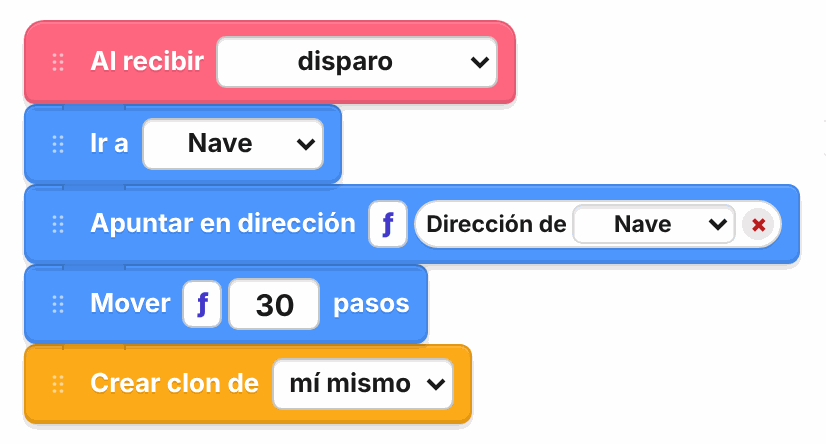 Al recibir disparo
Ir a Nave
Apuntar en dirección ƒ Dirección de Nave ×
Mover ƒ 30 pasos
Crear clon de mí mismo